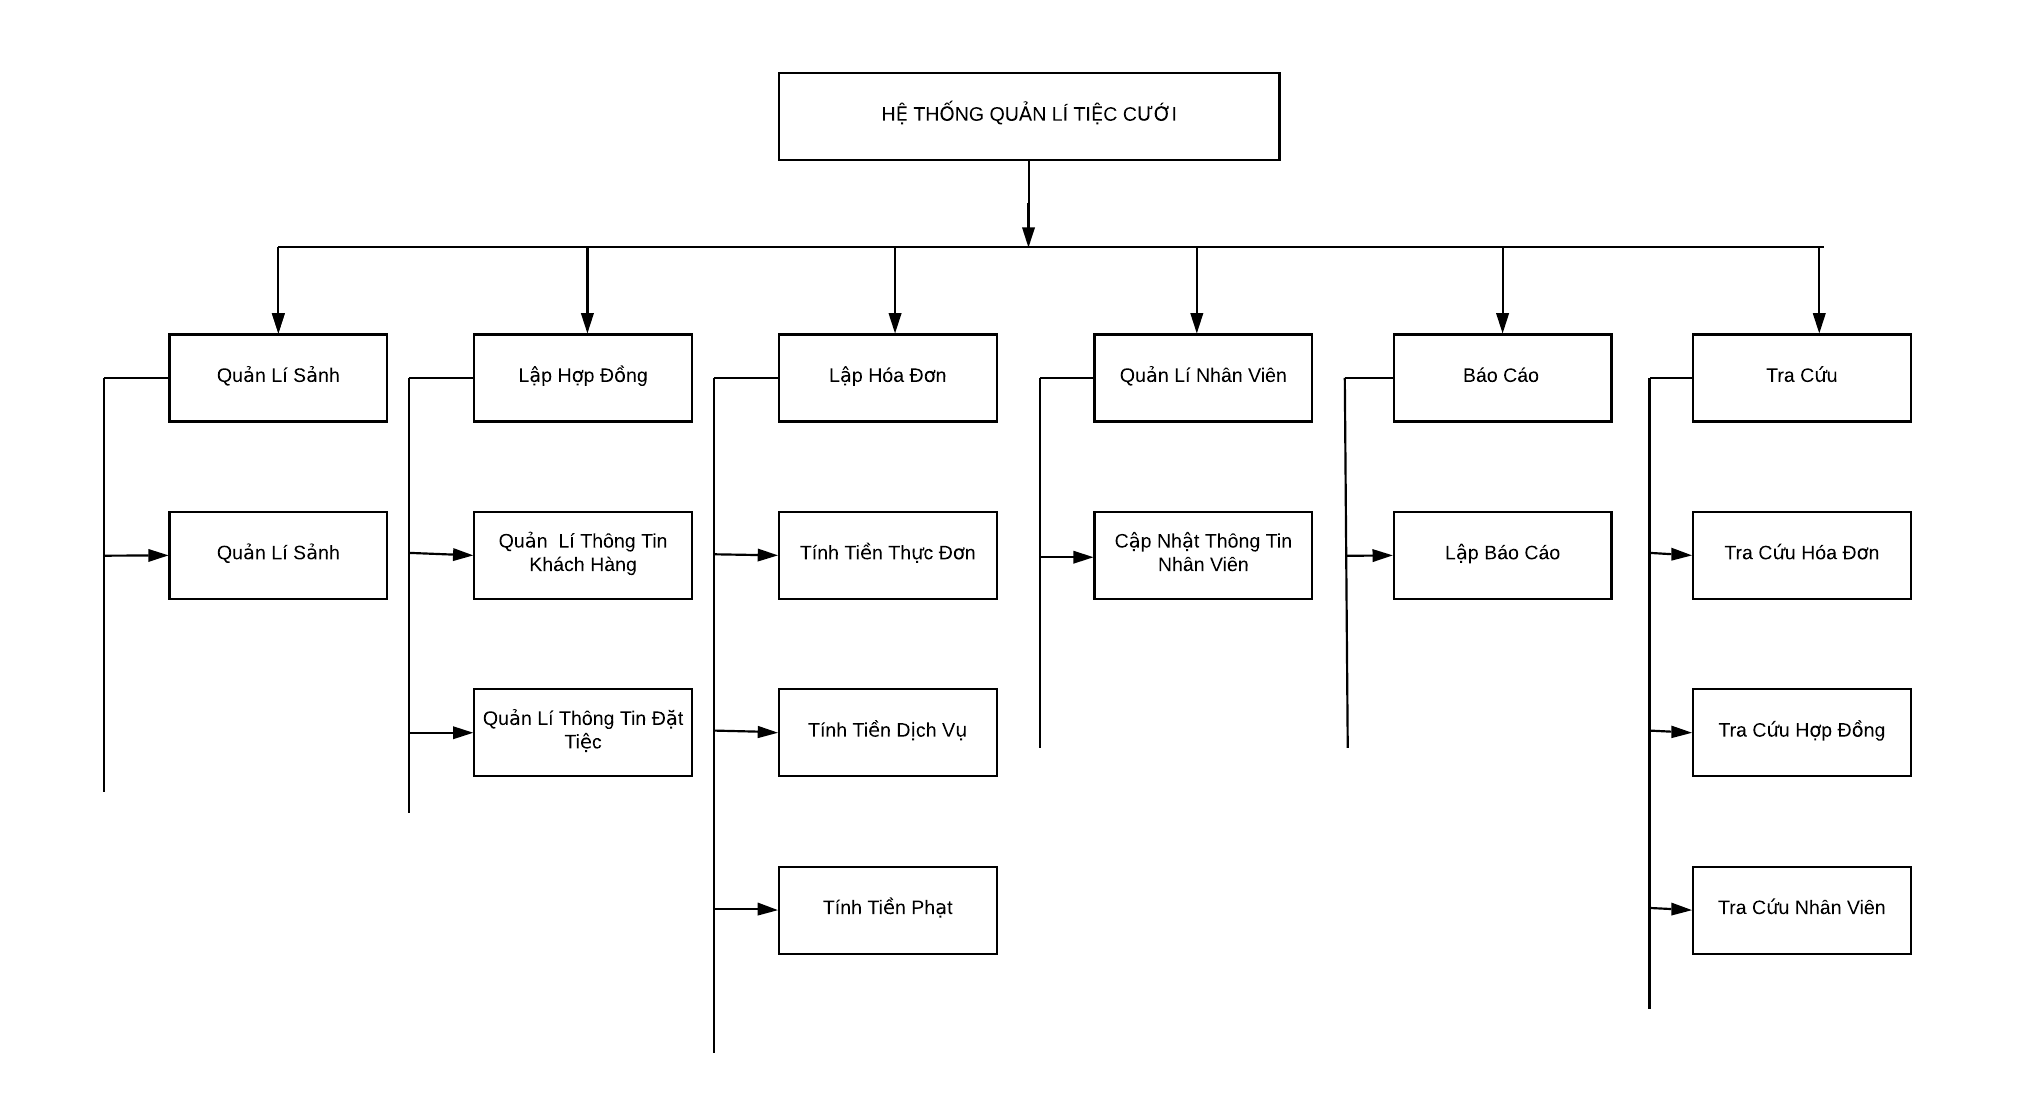 HỆ THỐNG QUẢN LÍ TIỆC CƯỚI
Quản Lí Sảnh
Lập Hợp Đồng
Lập Hóa Đơn
Quản Lí Nhân Viên
Báo Cáo
Tra Cứu
Quản Lí Sảnh
Quản Lí Thông Tin
Khách Hàng
Tính Tiền Thực Đơn
Cập Nhật Thông Tin
Nhân Viên
Lập Báo Cáo
Tra Cứu Hóa Đơn
Quản Lí Thông Tin Đặt
Tiệc
Tính Tiền Dịch Vụ
Tra Cứu Hợp Đồng
Tính Tiền Phạt
Tra Cứu Nhân Viên